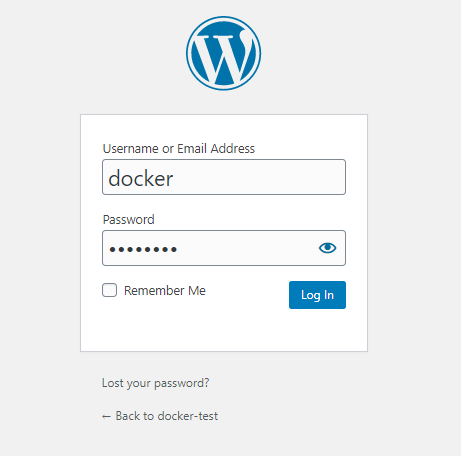 Username or Email Address
docker
Password
••••••••
Remember Me
Log In
Lost your password?
← Back to docker-test